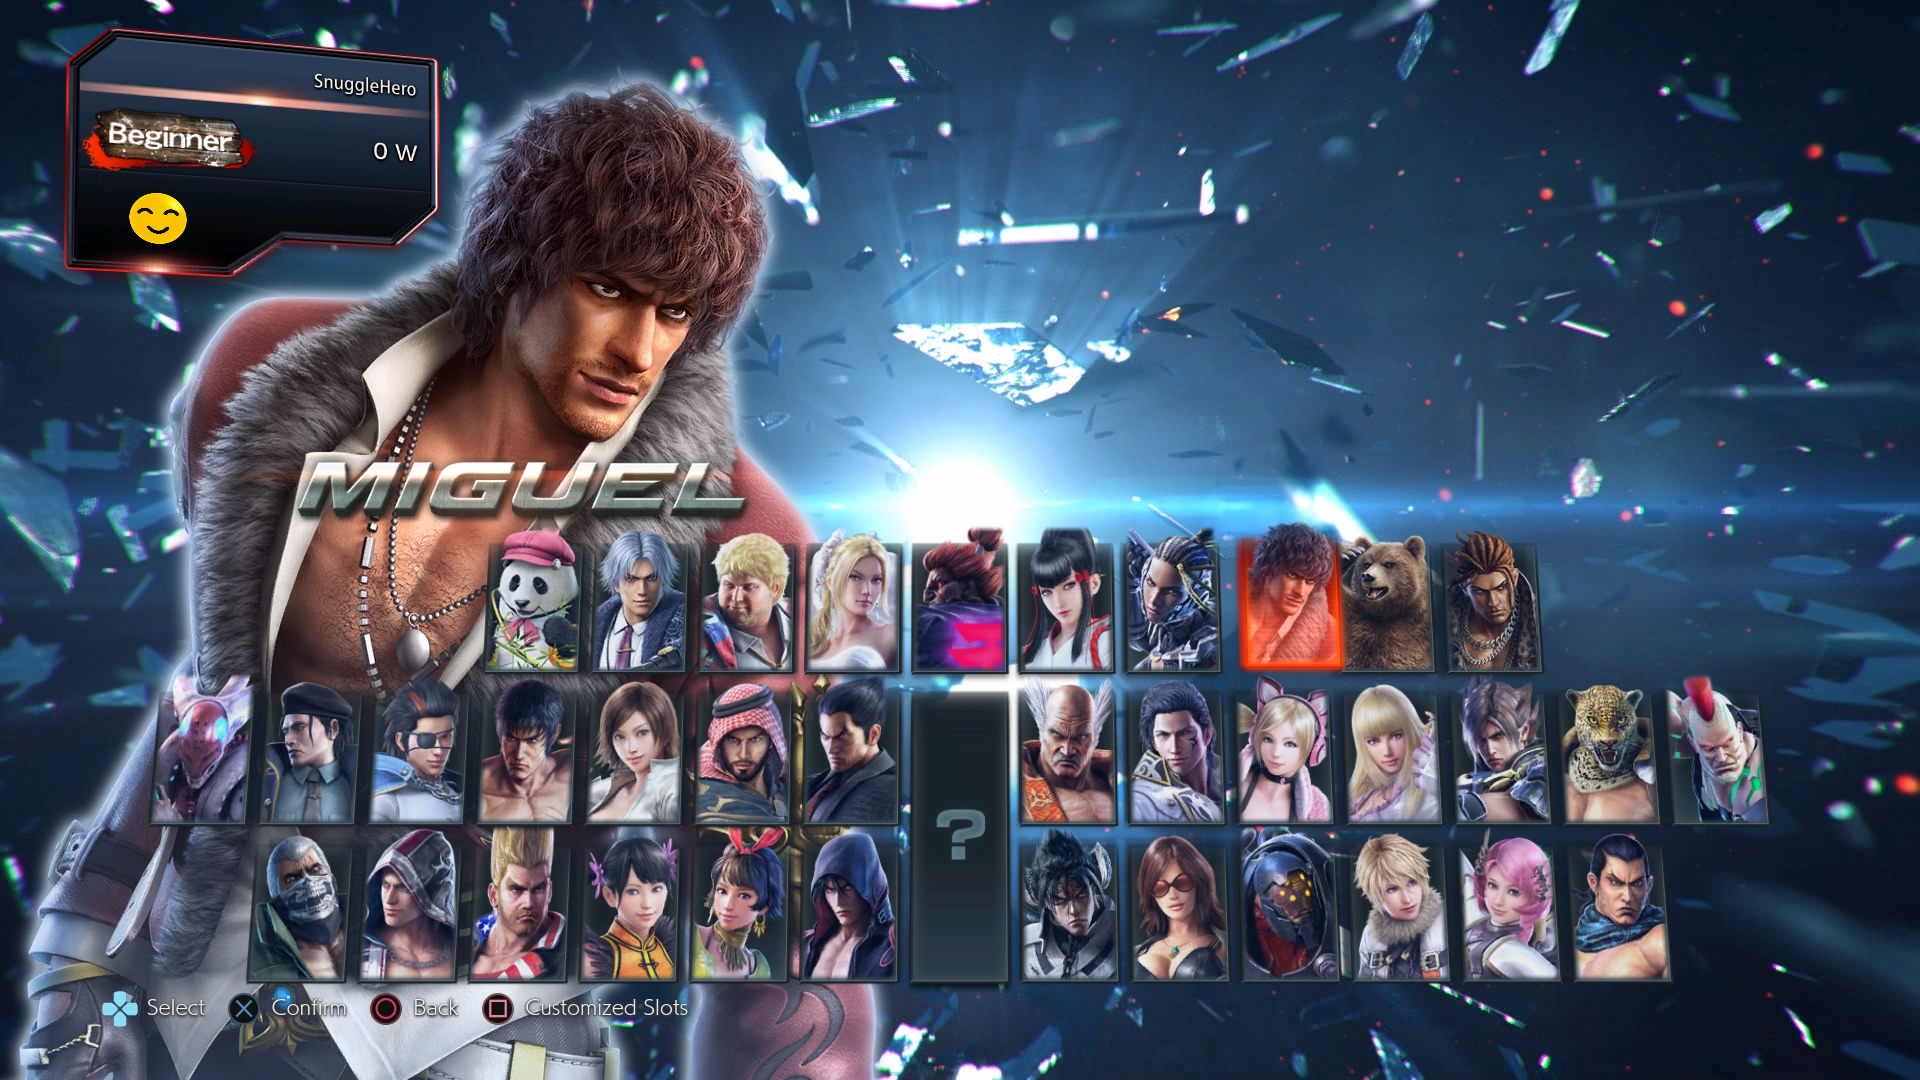 SnuggleHero
Beginner
0 W
MIGUEL
?
Select
Confirm
Back
Customized Slots